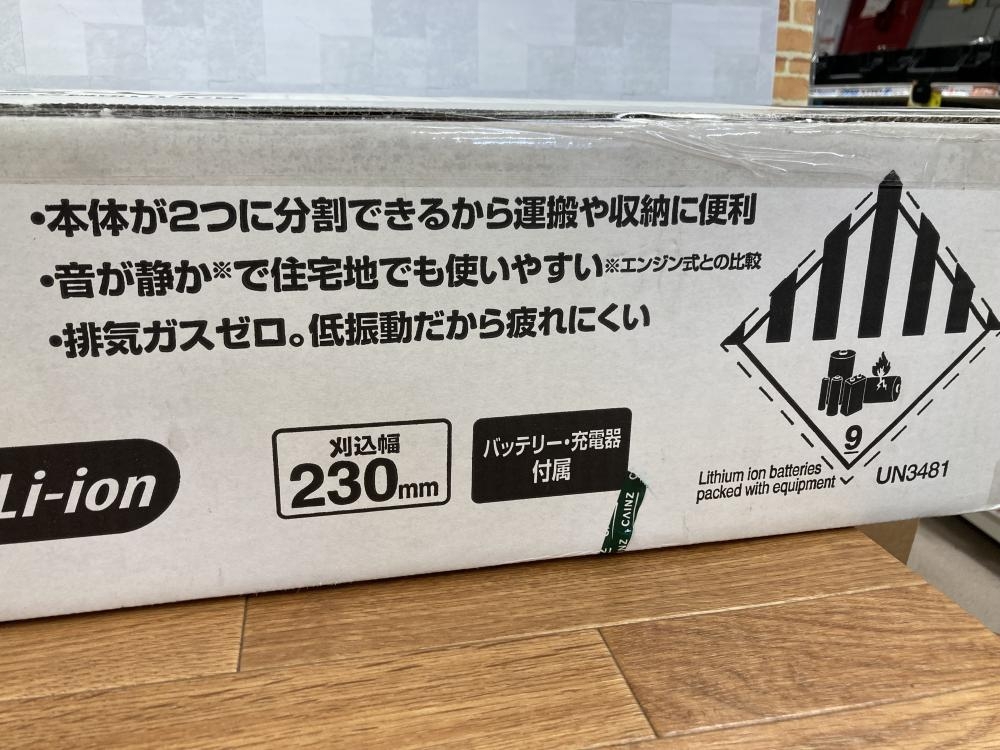 •本体が2つに分割できるから運搬や収納に便利
•音が静か※で住宅地でも使いやすい※エンジン式との比較
•排気ガスゼロ。低振動だから疲れにくい
Li-ion
刈込幅
230mm
バッテリー・充電器
付属
CAINZ
9
Lithium ion batteries
packed with equipment
UN3481